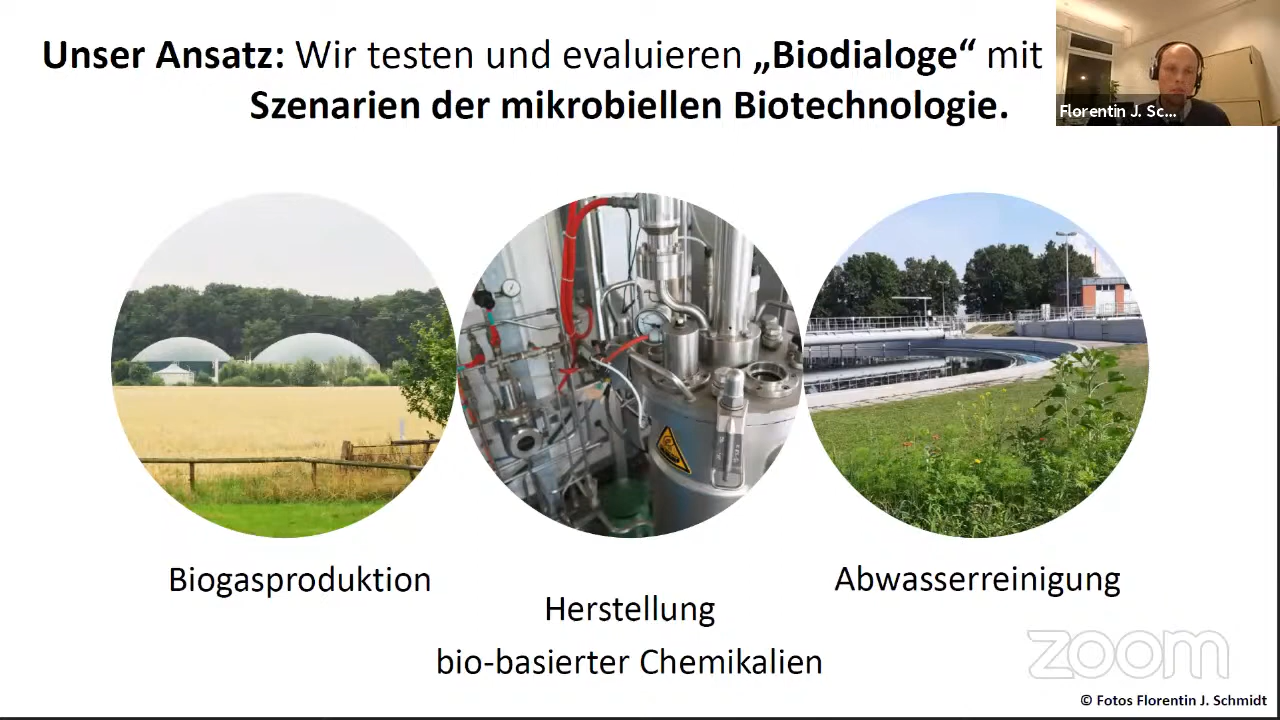 Unser Ansatz: Wir testen und evaluieren „Biodialoge“ mit
Szenarien der mikrobiellen Biotechnologie.
Florentin J. Sc...
Biogasproduktion
Herstellung
bio-basierter Chemikalien
Abwasserreinigung
zoom
© Fotos Florentin J. Schmidt